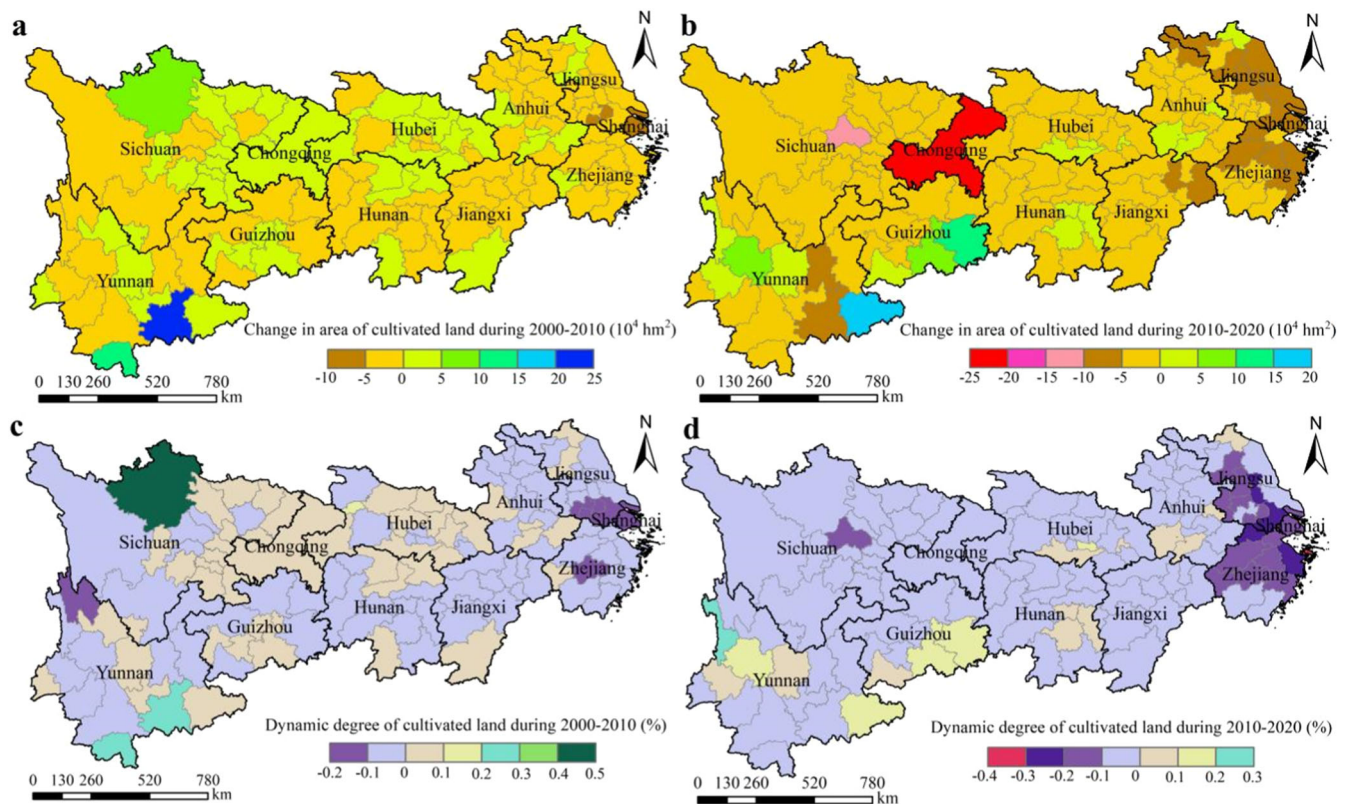 a
N
Jiangsu
Anhui
Shanghai
Hubei
Sichuan
Chongqing
Zhejiang
Hunan
Jiangxi
Guizhou
Yunnan
Change in area of cultivated land during 2000-2010 (10⁴ hm²)
-10 -5 0 5 10 15 20 25
0 130 260 520 780
km
b
N
Jiangsu
Anhui
Shanghai
Hubei
Sichuan
Chongqing
Zhejiang
Hunan
Jiangxi
Guizhou
Yunnan
Change in area of cultivated land during 2010-2020 (10⁴ hm²)
-25 -20 -15 -10 -5 0 5 10 15 20
0 130 260 520 780
km
c
N
Jiangsu
Anhui
Shanghai
Hubei
Sichuan
Chongqing
Zhejiang
Hunan
Jiangxi
Guizhou
Yunnan
Dynamic degree of cultivated land during 2000-2010 (%)
-0.2 -0.1 0 0.1 0.2 0.3 0.4 0.5
0 130 260 520 780
km
d
N
Jiangsu
Anhui
Shanghai
Hubei
Sichuan
Chongqing
Zhejiang
Hunan
Jiangxi
Guizhou
Yunnan
Dynamic degree of cultivated land during 2010-2020 (%)
-0.4 -0.3 -0.2 -0.1 0 0.1 0.2 0.3
0 130 260 520 780
km